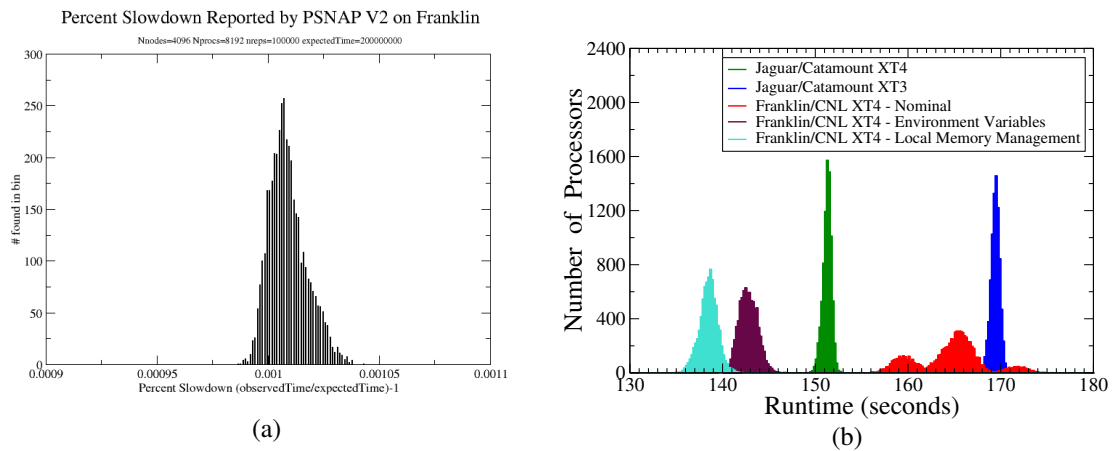 Percent Slowdown Reported by PSNAP V2 on Franklin
Nnodes=4096 Nprocs=8192 nreps=100000 expectedTime=200000000
300
250
200
150
100
50
0
# found in bin
0.0009
0.00095
0.001
0.00105
0.0011
Percent Slowdown (observedTime/expectedTime)-1
(a)
2400
2000
1600
1200
800
400
0
Number of Processors
Jaguar/Catamount XT4
Jaguar/Catamount XT3
Franklin/CNL XT4 - Nominal
Franklin/CNL XT4 - Environment Variables
Franklin/CNL XT4 - Local Memory Management
130
140
150
160
170
180
Runtime (seconds)
(b)